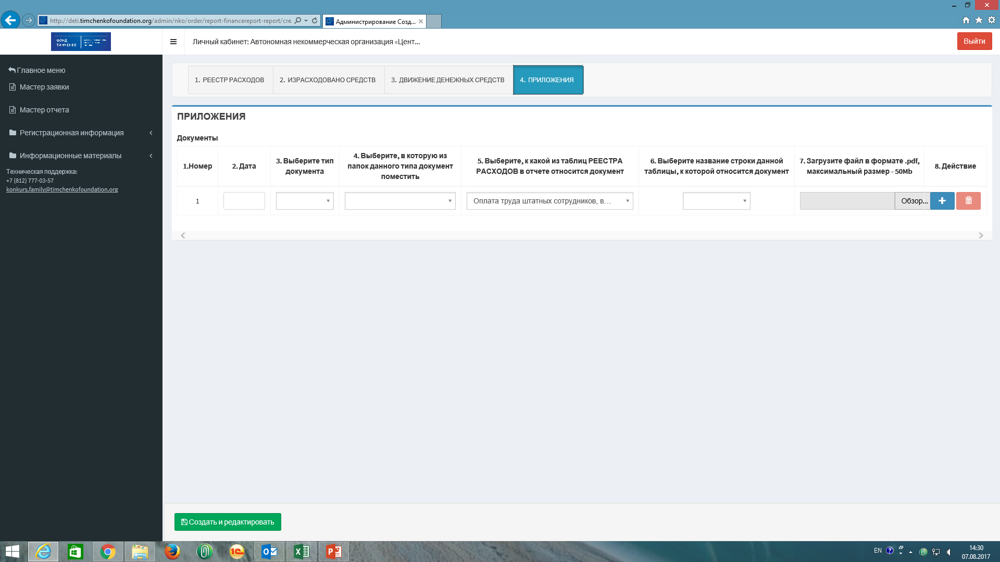 http://deti.timchenkofoundation.org/admin/nko/order/report-financereport-report/cre
Администрирование Созд...
ФОНД
ТИМЧЕНКО
Личный кабинет: Автономная некоммерческая организация «Цент...
Выйти
Главное меню
Мастер заявки
Мастер отчета
Регистрационная информация
Информационные материалы
Техническая поддержка:
+7 (812) 777-03-57
konkurs.family@timchenkofoundation.org
1. РЕЕСТР РАСХОДОВ
2. ИЗРАСХОДОВАНО СРЕДСТВ
3. ДВИЖЕНИЕ ДЕНЕЖНЫХ СРЕДСТВ
4. ПРИЛОЖЕНИЯ
ПРИЛОЖЕНИЯ
Документы
1.Номер
2. Дата
3. Выберите тип
документа
4. Выберите, в которую из
папок данного типа документ
поместить
5. Выберите, к какой из таблиц РЕЕСТРА
РАСХОДОВ в отчете относится документ
6. Выберите название строки данной
таблицы, к которой относится документ
7. Загрузите файл в формате .pdf,
максимальный размер - 50Mb
8. Действие
1
Оплата труда штатных сотрудников, в...
Обзор...
Создать и редактировать
EN
14:30
07.08.2017